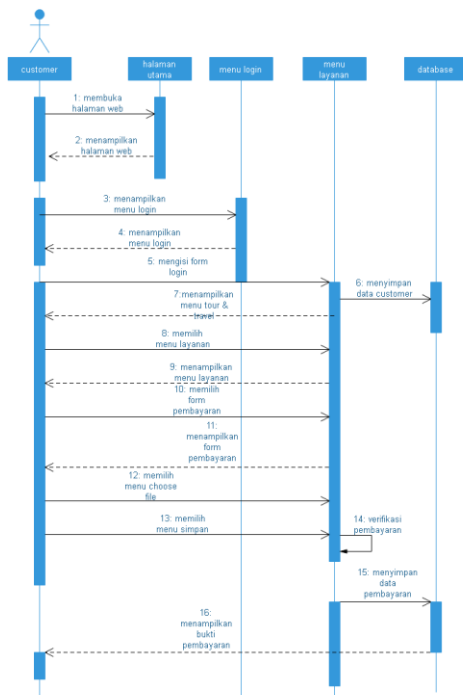 customer
halaman
utama
menu login
menu
layanan
database
1: membuka
halaman web
2: menampilkan
halaman web
3: menampilkan
menu login
4: menampilkan
menu login
5: mengisi form
login
6: menyimpan
data customer
7:menampilkan
menu tour &
travel
8: memilih
menu layanan
9: menampilkan
menu layanan
10: memilih
form
pembayaran
11:
menampilkan
form
pembayaran
12: memilih
menu choose
file
13: memilih
menu simpan
14: verifikasi
pembayaran
15: menyimpan
data
pembayaran
16:
menampilkan
bukti
pembayaran